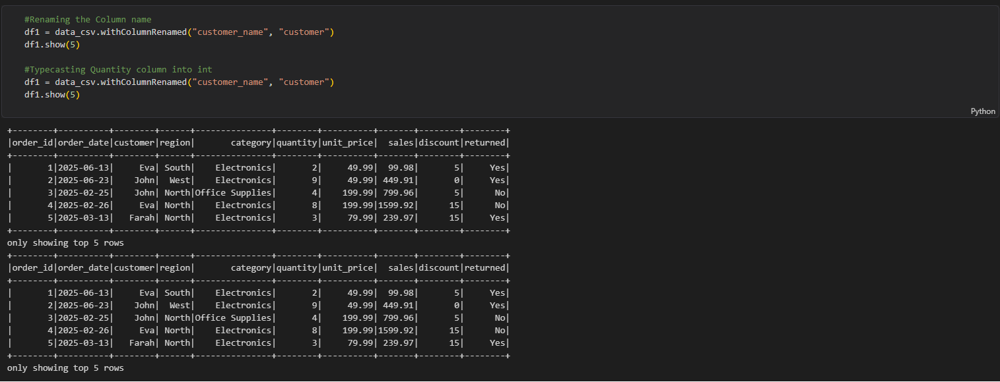 #Renaming the Column name
df1 = data_csv.withColumnRenamed("customer_name", "customer")
df1.show(5)
#Typecasting Quantity column into int
df1 = data_csv.withColumnRenamed("customer_name", "customer")
df1.show(5)
Python
+--------+----------+--------+------+---------------+--------+----------+-------+--------+--------+
|order_id|order_date|customer|region|       category|quantity|unit_price|  sales|discount|returned|
+--------+----------+--------+------+---------------+--------+----------+-------+--------+--------+
|       1|2025-06-13|     Eva| South|    Electronics|       2|     49.99|  99.98|       5|     Yes|
|       2|2025-06-23|    John|  West|    Electronics|       9|     49.99| 449.91|       0|     Yes|
|       3|2025-02-25|    John| North|Office Supplies|       4|    199.99| 799.96|       5|      No|
|       4|2025-02-26|     Eva| North|    Electronics|       8|    199.99|1599.92|      15|      No|
|       5|2025-03-13|   Farah| North|    Electronics|       3|     79.99| 239.97|      15|     Yes|
+--------+----------+--------+------+---------------+--------+----------+-------+--------+--------+
only showing top 5 rows
+--------+----------+--------+------+---------------+--------+----------+-------+--------+--------+
|order_id|order_date|customer|region|       category|quantity|unit_price|  sales|discount|returned|
+--------+----------+--------+------+---------------+--------+----------+-------+--------+--------+
|       1|2025-06-13|     Eva| South|    Electronics|       2|     49.99|  99.98|       5|     Yes|
|       2|2025-06-23|    John|  West|    Electronics|       9|     49.99| 449.91|       0|     Yes|
|       3|2025-02-25|    John| North|Office Supplies|       4|    199.99| 799.96|       5|      No|
|       4|2025-02-26|     Eva| North|    Electronics|       8|    199.99|1599.92|      15|      No|
|       5|2025-03-13|   Farah| North|    Electronics|       3|     79.99| 239.97|      15|     Yes|
+--------+----------+--------+------+---------------+--------+----------+-------+--------+--------+
only showing top 5 rows